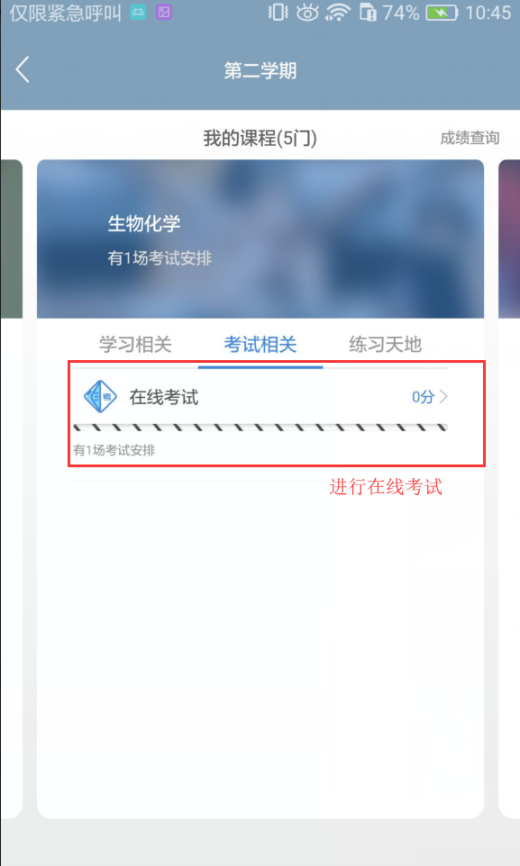 仅限紧急呼叫 74% 10:45
第二学期
我的课程(5门) 成绩查询
生物化学
有1场考试安排
学习相关 考试相关 练习天地
在线考试 0分
有1场考试安排
进行在线考试